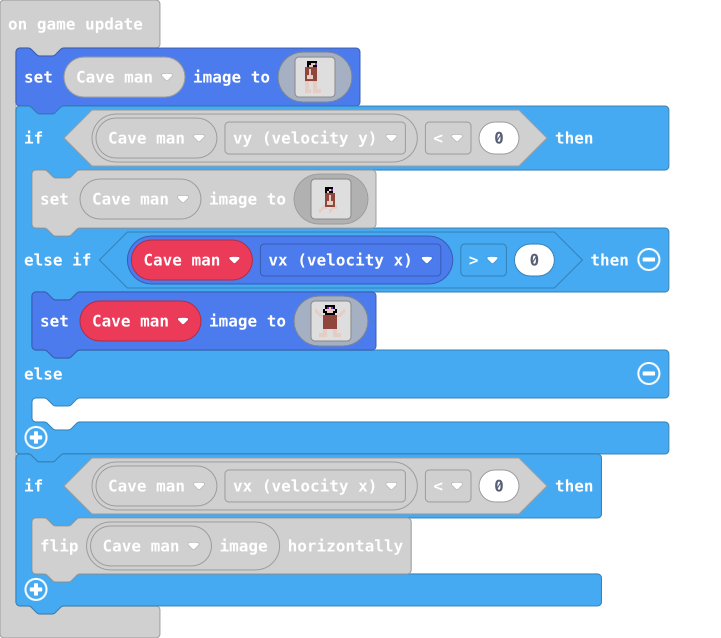 on game update
set Cave man image to
if Cave man vy (velocity y) < 0 then
set Cave man image to
else if Cave man vx (velocity x) > 0 then
set Cave man image to
else
if Cave man vx (velocity x) < 0 then
flip Cave man image horizontally